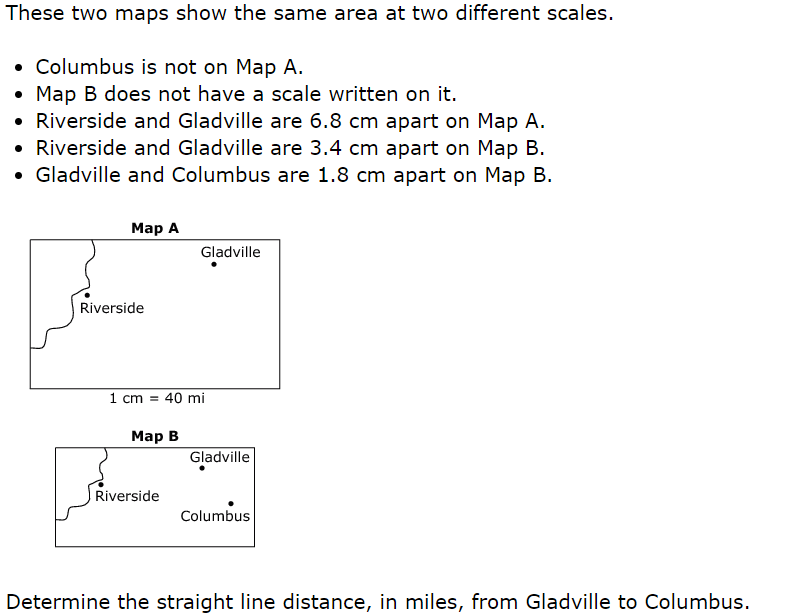 These two maps show the same area at two different scales.
• Columbus is not on Map A.
• Map B does not have a scale written on it.
• Riverside and Gladville are 6.8 cm apart on Map A.
• Riverside and Gladville are 3.4 cm apart on Map B.
• Gladville and Columbus are 1.8 cm apart on Map B.
Map A
Gladville
Riverside
1 cm = 40 mi
Map B
Gladville
Riverside
Columbus
Determine the straight line distance, in miles, from Gladville to Columbus.